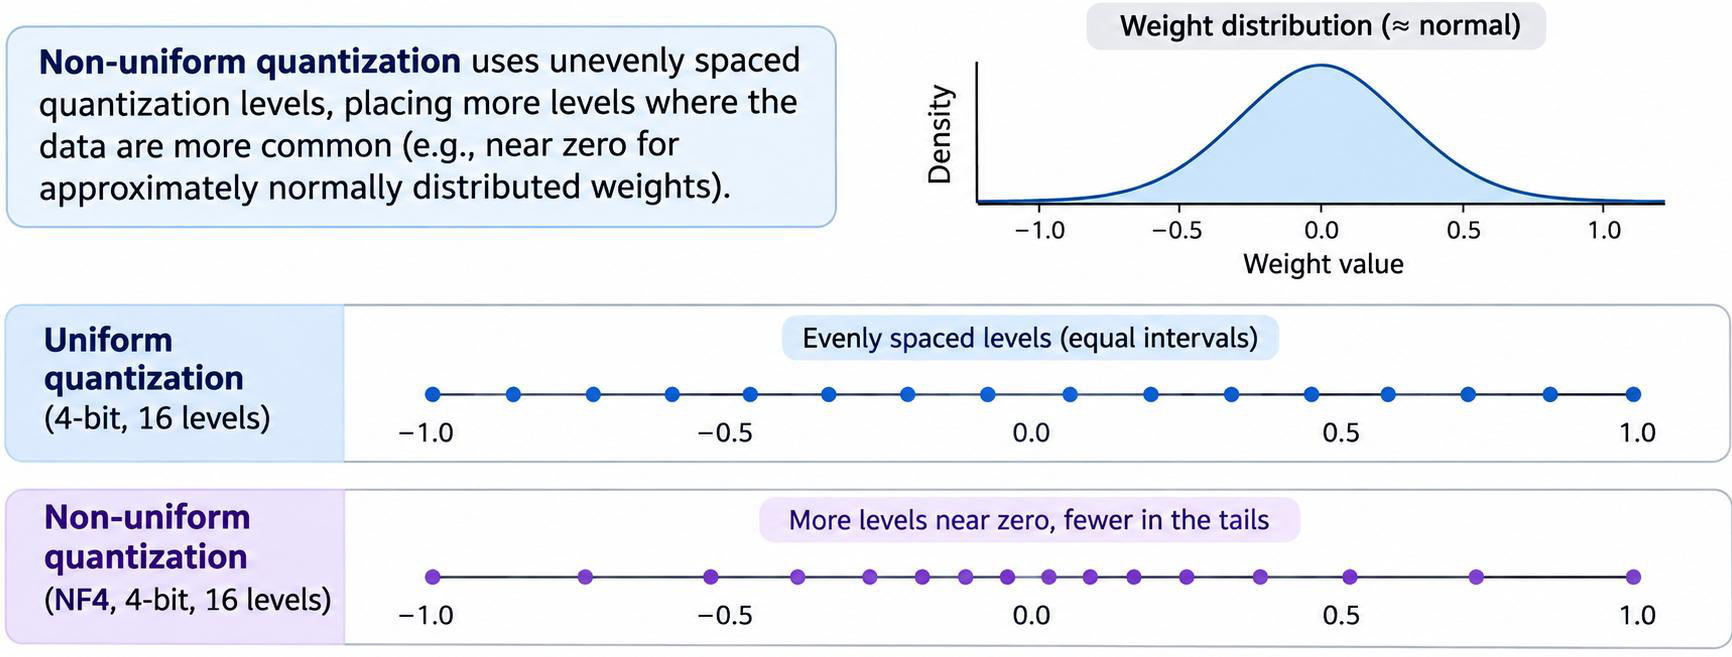 Non-uniform quantization uses unevenly spaced
quantization levels, placing more levels where the
data are more common (e.g., near zero for
approximately normally distributed weights).
Weight distribution (≈ normal)
Density
−1.0 −0.5 0.0 0.5 1.0
Weight value
Uniform
quantization
(4-bit, 16 levels)
Evenly spaced levels (equal intervals)
−1.0 −0.5 0.0 0.5 1.0
Non-uniform
quantization
(NF4, 4-bit, 16 levels)
More levels near zero, fewer in the tails
−1.0 −0.5 0.0 0.5 1.0